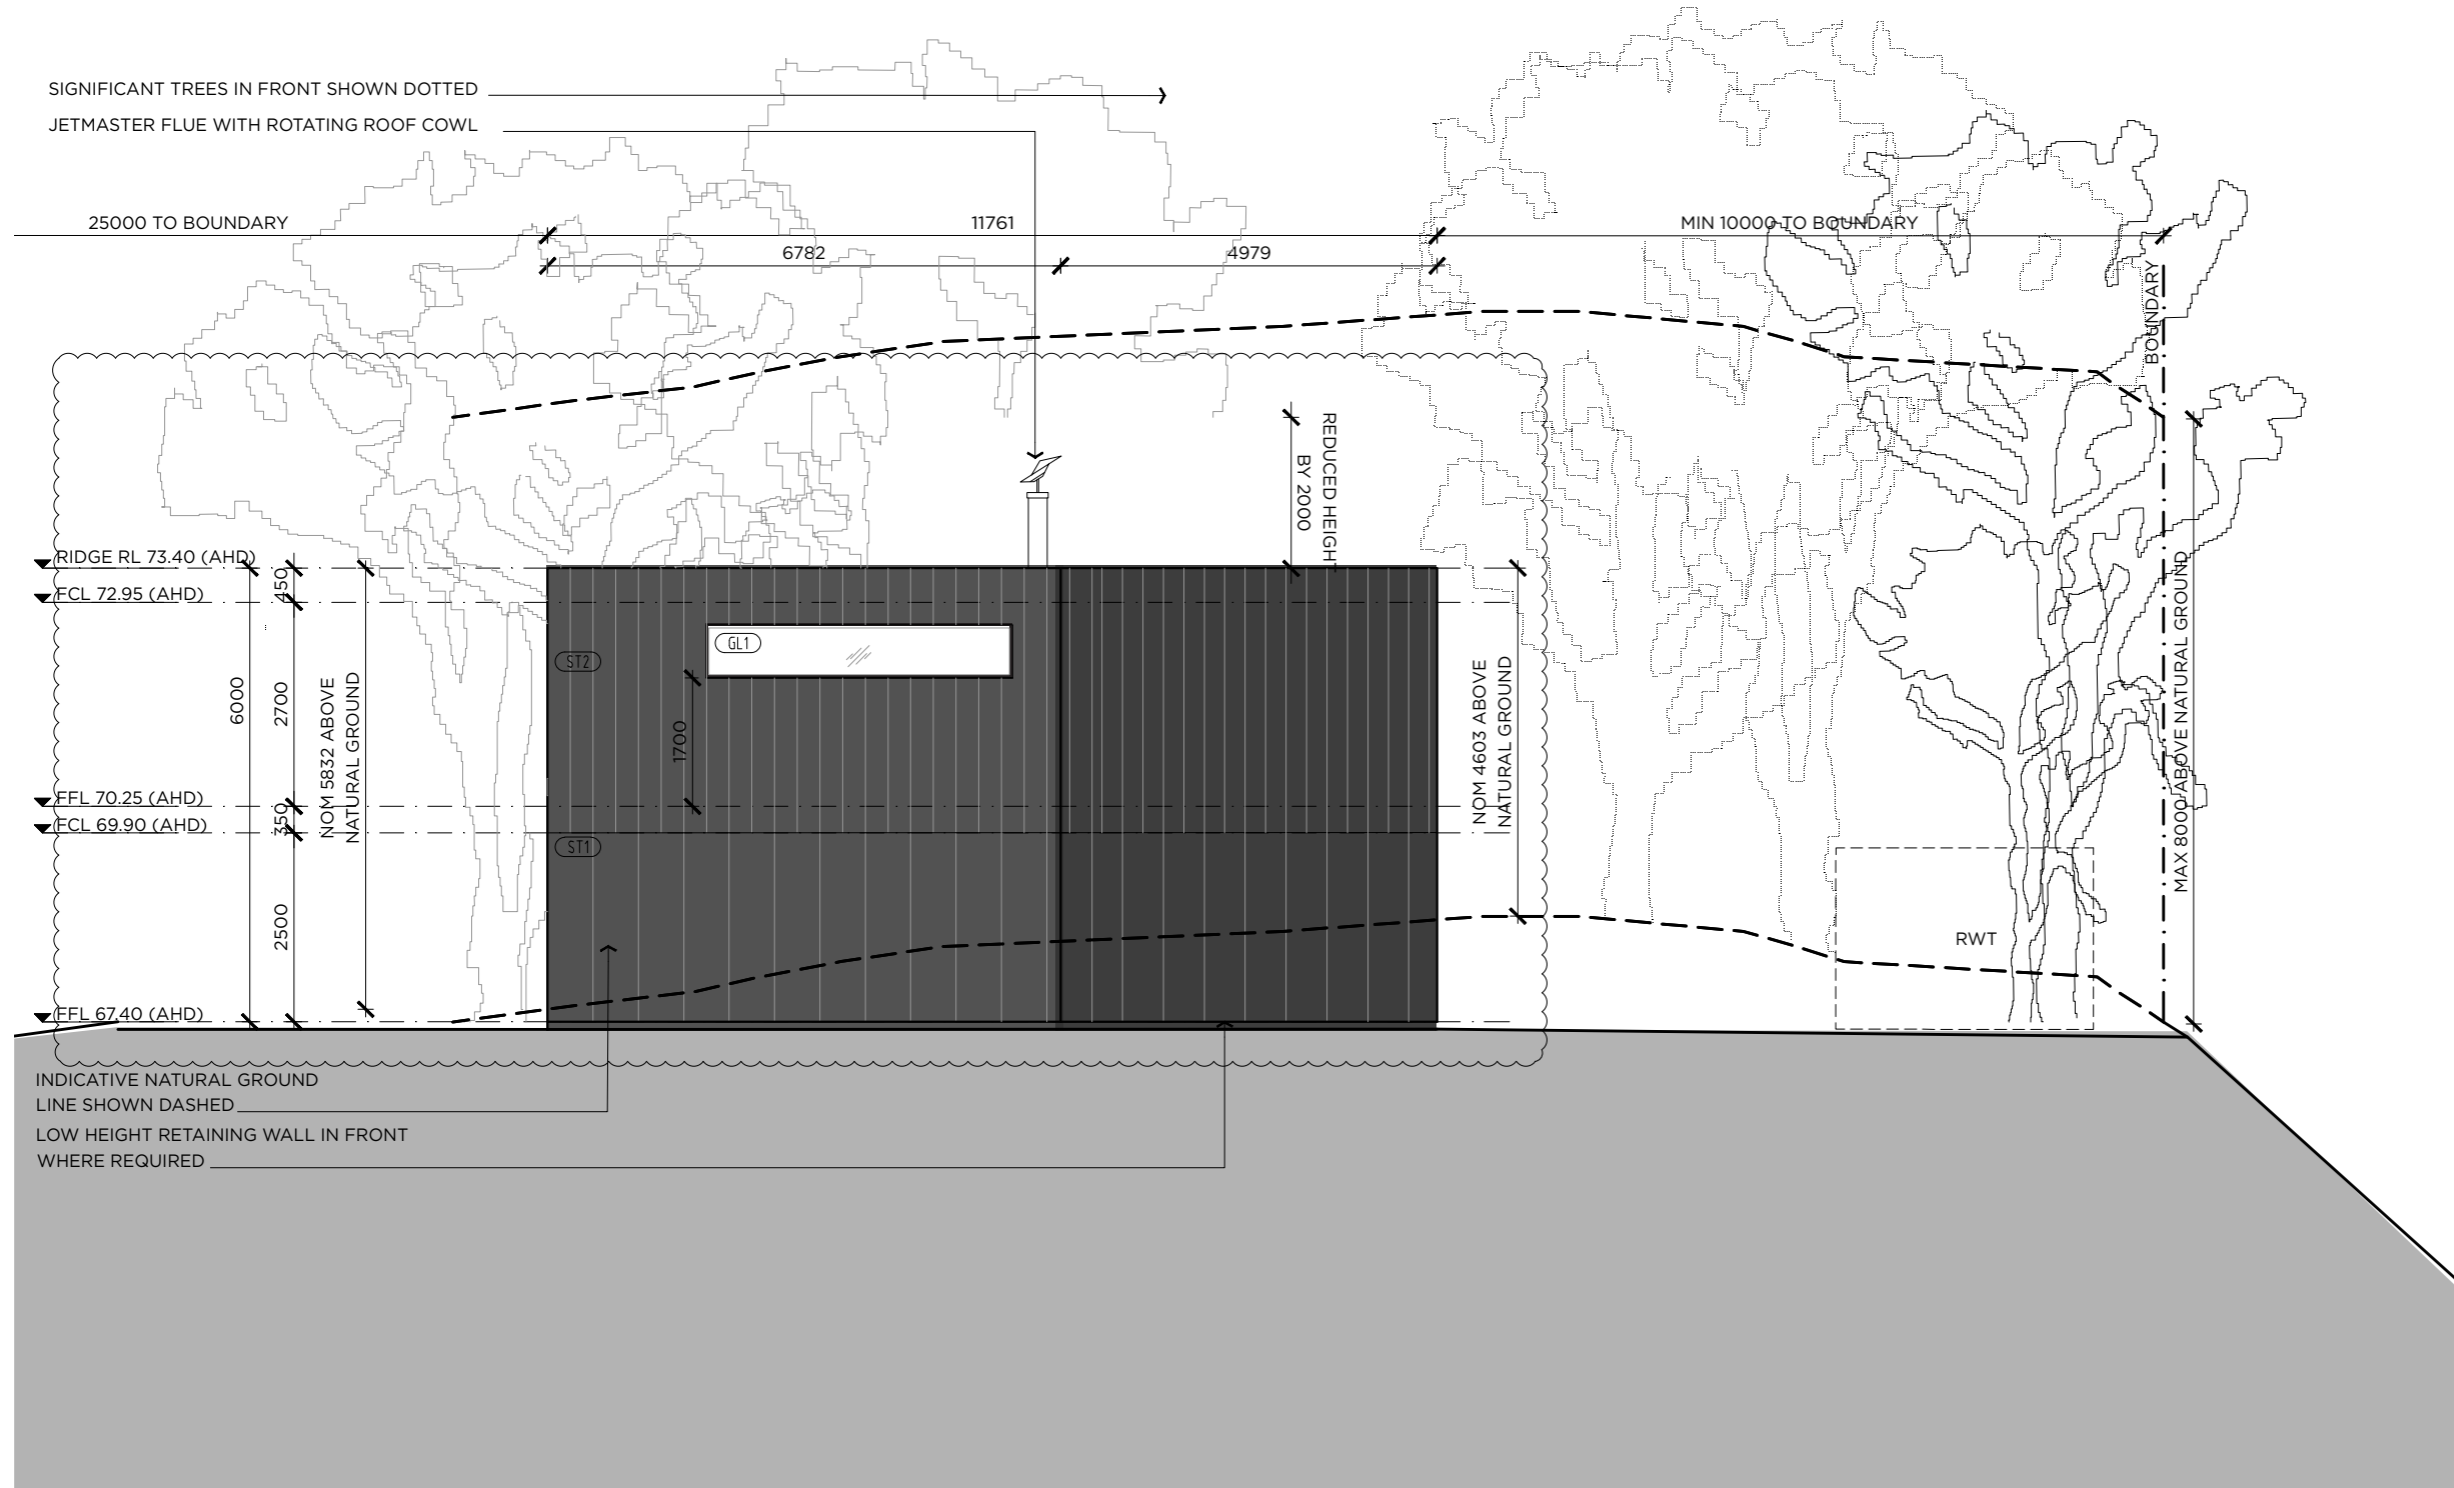 SIGNIFICANT TREES IN FRONT SHOWN DOTTED
JETMASTER FLUE WITH ROTATING ROOF COWL
25000 TO BOUNDARY
11761
MIN 10000 TO BOUNDARY
6782
4979
BOUNDARY
REDUCED HEIGHT
BY 2000
RIDGE RL 73.40 (AHD)
450
FCL 72.95 (AHD)
GL1
ST2
6000
2700
NOM 5832 ABOVE
NATURAL GROUND
1700
NOM 4603 ABOVE
NATURAL GROUND
MAX 8000 ABOVE NATURAL GROUND
FFL 70.25 (AHD)
350
FCL 69.90 (AHD)
ST1
2500
RWT
FFL 67.40 (AHD)
INDICATIVE NATURAL GROUND
LINE SHOWN DASHED
LOW HEIGHT RETAINING WALL IN FRONT
WHERE REQUIRED